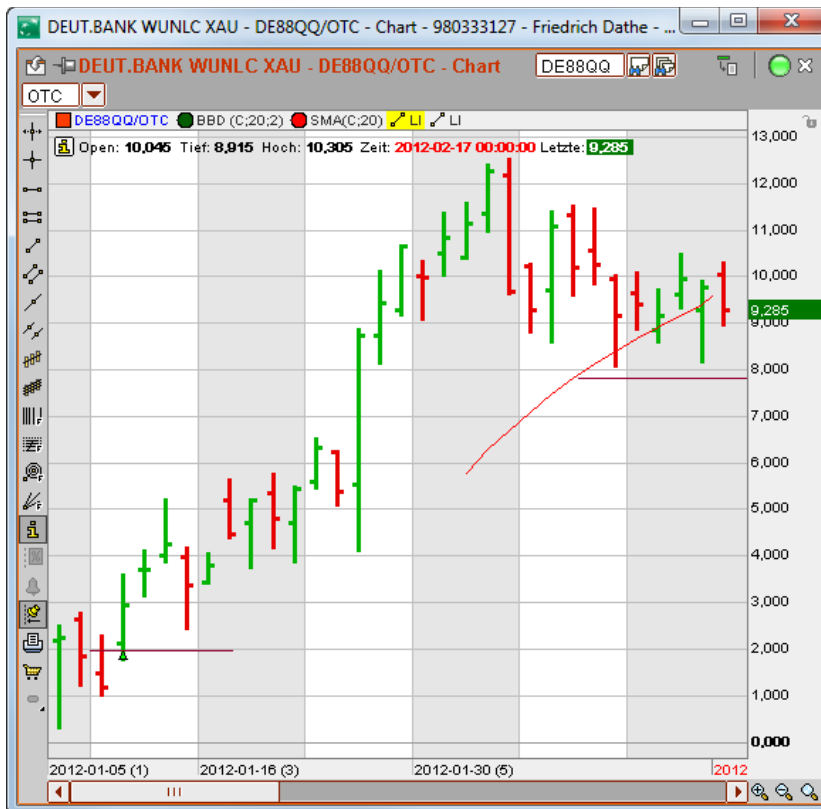 DEUT.BANK WUNLC XAU - DE88QQ/OTC - Chart - 980333127 - Friedrich Dathe - ...
DEUT.BANK WUNLC XAU - DE88QQ/OTC - Chart
DE88QQ
OTC
DE88QQ/OTC BBD (C;20;2) SMA(C;20) LI LI
Open: 10,045 Tief: 8,915 Hoch: 10,305 Zeit: 2012-02-17 00:00:00 Letzte: 9,285
13,000
12,000
11,000
10,000
9,285
9,000
8,000
7,000
6,000
5,000
4,000
3,000
2,000
1,000
0,000
2012-01-05 (1) 2012-01-16 (3) 2012-01-30 (5) 2012